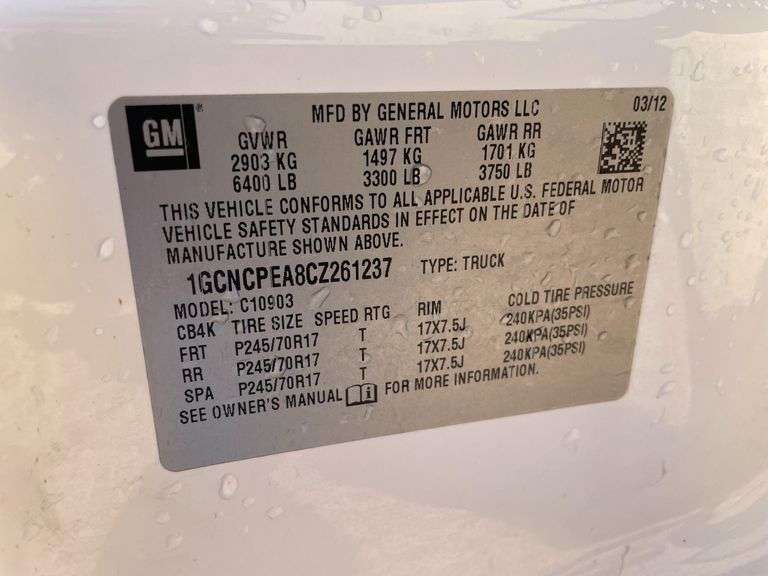 GM® MFD BY GENERAL MOTORS LLC 03/12
GVWR GAWR FRT GAWR RR
2903 KG 1497 KG 1701 KG
6400 LB 3300 LB 3750 LB
THIS VEHICLE CONFORMS TO ALL APPLICABLE U.S. FEDERAL MOTOR
VEHICLE SAFETY STANDARDS IN EFFECT ON THE DATE OF
MANUFACTURE SHOWN ABOVE.
1GCNCPEA8CZ261237 TYPE: TRUCK
MODEL: C10903
CB4K TIRE SIZE SPEED RTG RIM COLD TIRE PRESSURE
FRT P245/70R17 T 17X7.5J 240KPA(35PSI)
RR P245/70R17 T 17X7.5J 240KPA(35PSI)
SPA P245/70R17 T 17X7.5J 240KPA(35PSI)
SEE OWNER'S MANUAL FOR MORE INFORMATION.